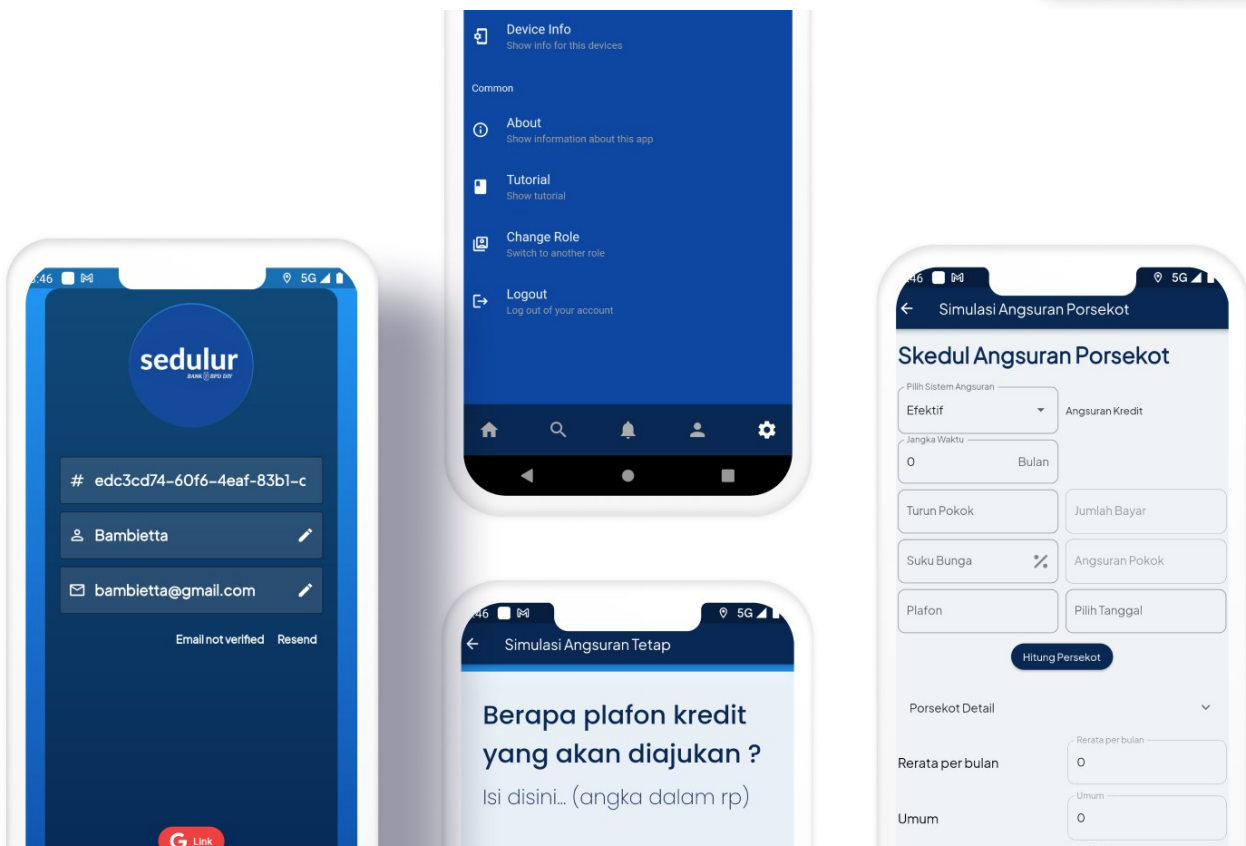 Device Info
Show info for this devices
Common
About
Show information about this app
Tutorial
Show tutorial
Change Role
Switch to another role
Logout
Log out of your account
:46 5G
sedulur
BANK BPD DIY
# edc3cd74-60f6-4eaf-83b1-c
Bambietta
bambietta@gmail.com
Email not verified Resend
G Link
46 5G
Simulasi Angsuran Tetap
Berapa plafon kredit
yang akan diajukan ?
Isi disini... (angka dalam rp)
46 5G
Simulasi Angsuran Porsekot
Skedul Angsuran Porsekot
Pilih Sistem Angsuran
Efektif Angsuran Kredit
Jangka Waktu
0 Bulan
Turun Pokok Jumlah Bayar
Suku Bunga % Angsuran Pokok
Plafon Pilih Tanggal
Hitung Persekot
Porsekot Detail
Rerata per bulan
Rerata per bulan 0
Umum
Umum 0